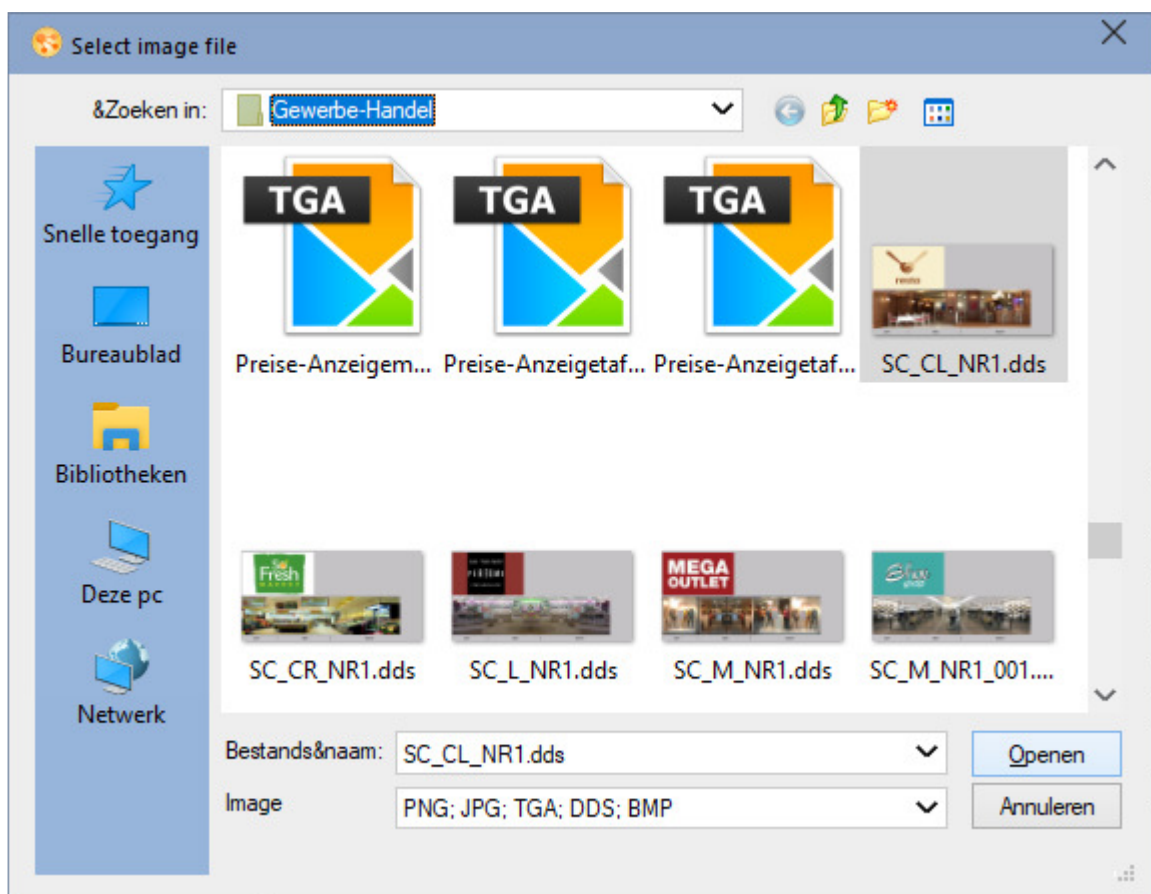 Select image file
&Zoeken in:
Gewerbe-Handel
Snelle toegang
Bureaublad
Bibliotheken
Deze pc
Netwerk
TGA
TGA
TGA
Preise-Anzeigem...
Preise-Anzeigetaf...
Preise-Anzeigetaf...
resto
SC_CL_NR1.dds
Fresh
MEGA
OUTLET
SC_CR_NR1.dds
SC_L_NR1.dds
SC_M_NR1.dds
SC_M_NR1_001....
Bestands&naam:
SC_CL_NR1.dds
Openen
Image
PNG; JPG; TGA; DDS; BMP
Annuleren